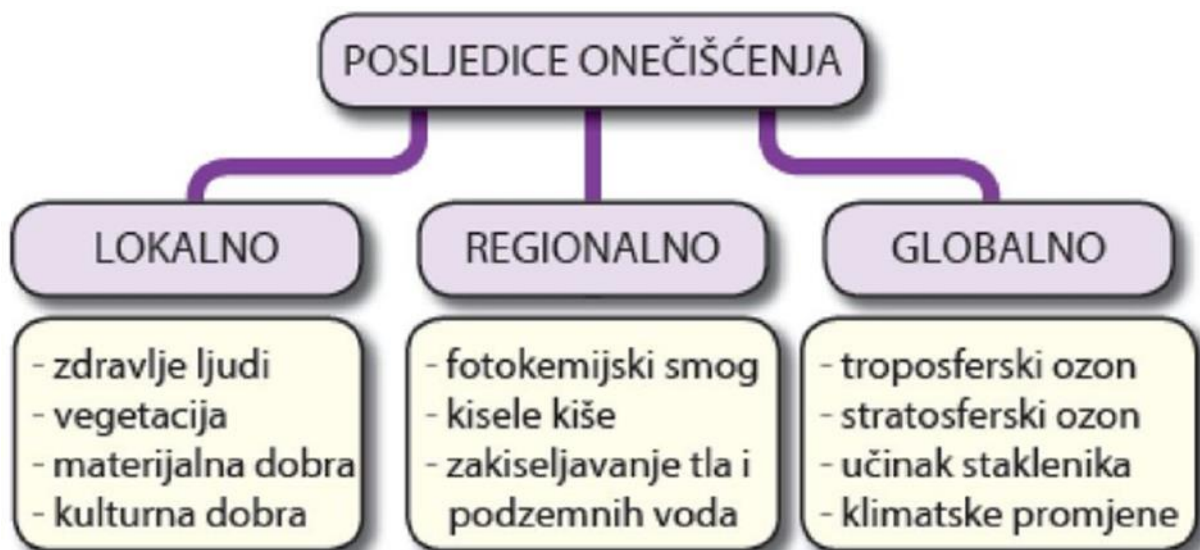 POSLJEDICE ONEČIŠĆENJA
LOKALNO
- zdravlje ljudi
- vegetacija
- materijalna dobra
- kulturna dobra
REGIONALNO
- fotokemijski smog
- kisele kiše
- zakiseljavanje tla i
podzemnih voda
GLOBALNO
- troposferski ozon
- stratosferski ozon
- učinak staklenika
- klimatske promjene